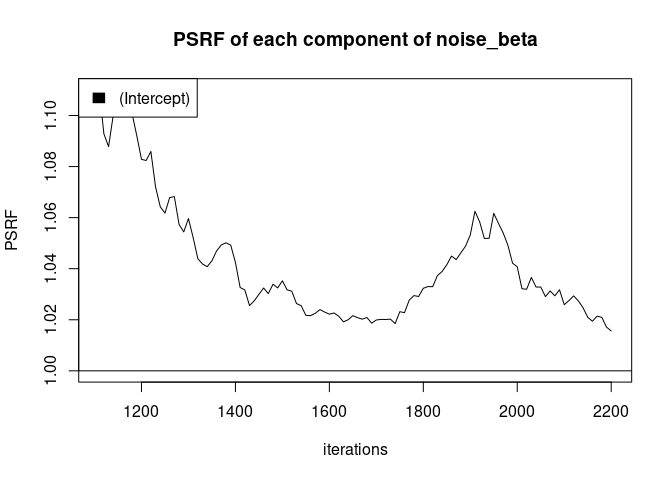 PSRF of each component of noise_beta
(Intercept)
PSRF
1.10
1.08
1.06
1.04
1.02
1.00
1200 1400 1600 1800 2000 2200
iterations